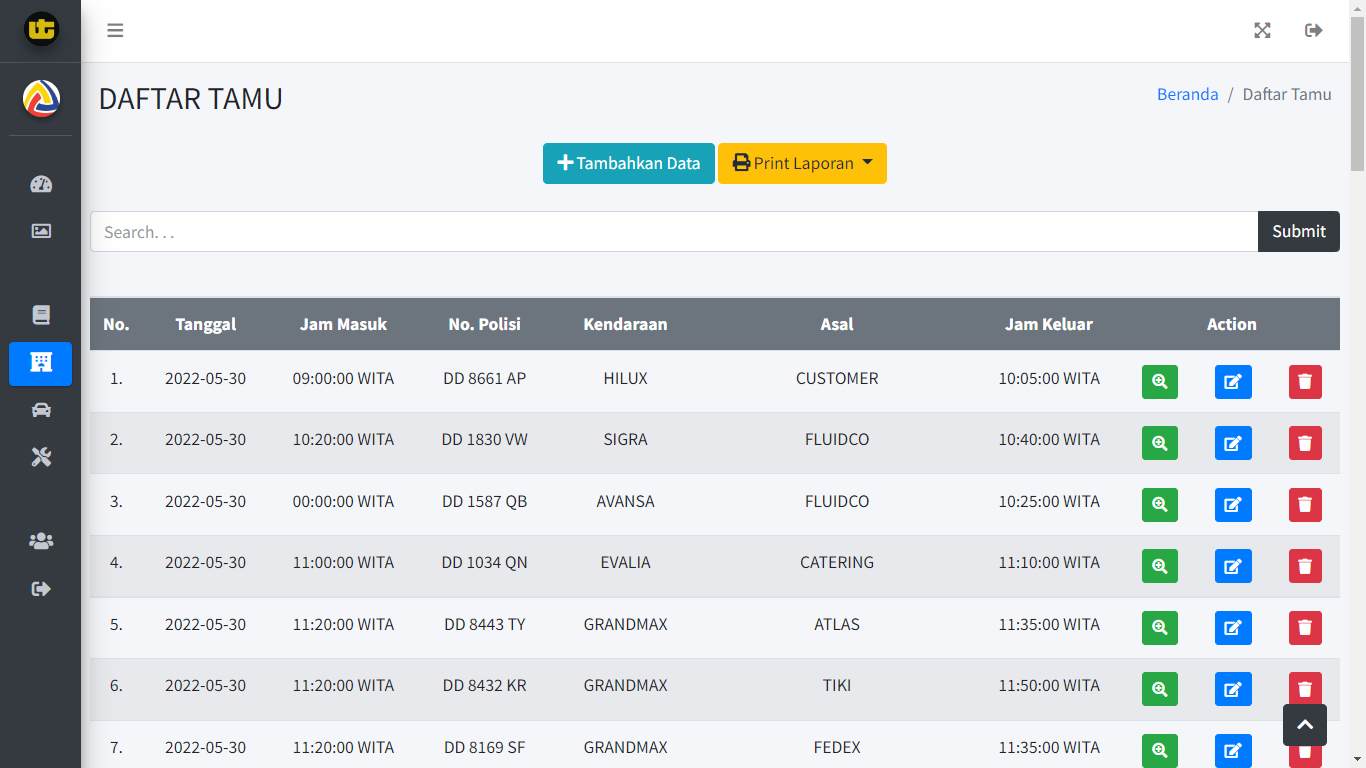 DAFTAR TAMU
Beranda / Daftar Tamu
Tambahkan Data Print Laporan
Search. . . Submit
No. Tanggal Jam Masuk No. Polisi Kendaraan Asal Jam Keluar Action
1. 2022-05-30 09:00:00 WITA DD 8661 AP HILUX CUSTOMER 10:05:00 WITA
2. 2022-05-30 10:20:00 WITA DD 1830 VW SIGRA FLUIDCO 10:40:00 WITA
3. 2022-05-30 00:00:00 WITA DD 1587 QB AVANSA FLUIDCO 10:25:00 WITA
4. 2022-05-30 11:00:00 WITA DD 1034 QN EVALIA CATERING 11:10:00 WITA
5. 2022-05-30 11:20:00 WITA DD 8443 TY GRANDMAX ATLAS 11:35:00 WITA
6. 2022-05-30 11:20:00 WITA DD 8432 KR GRANDMAX TIKI 11:50:00 WITA
7. 2022-05-30 11:20:00 WITA DD 8169 SF GRANDMAX FEDEX 11:35:00 WITA